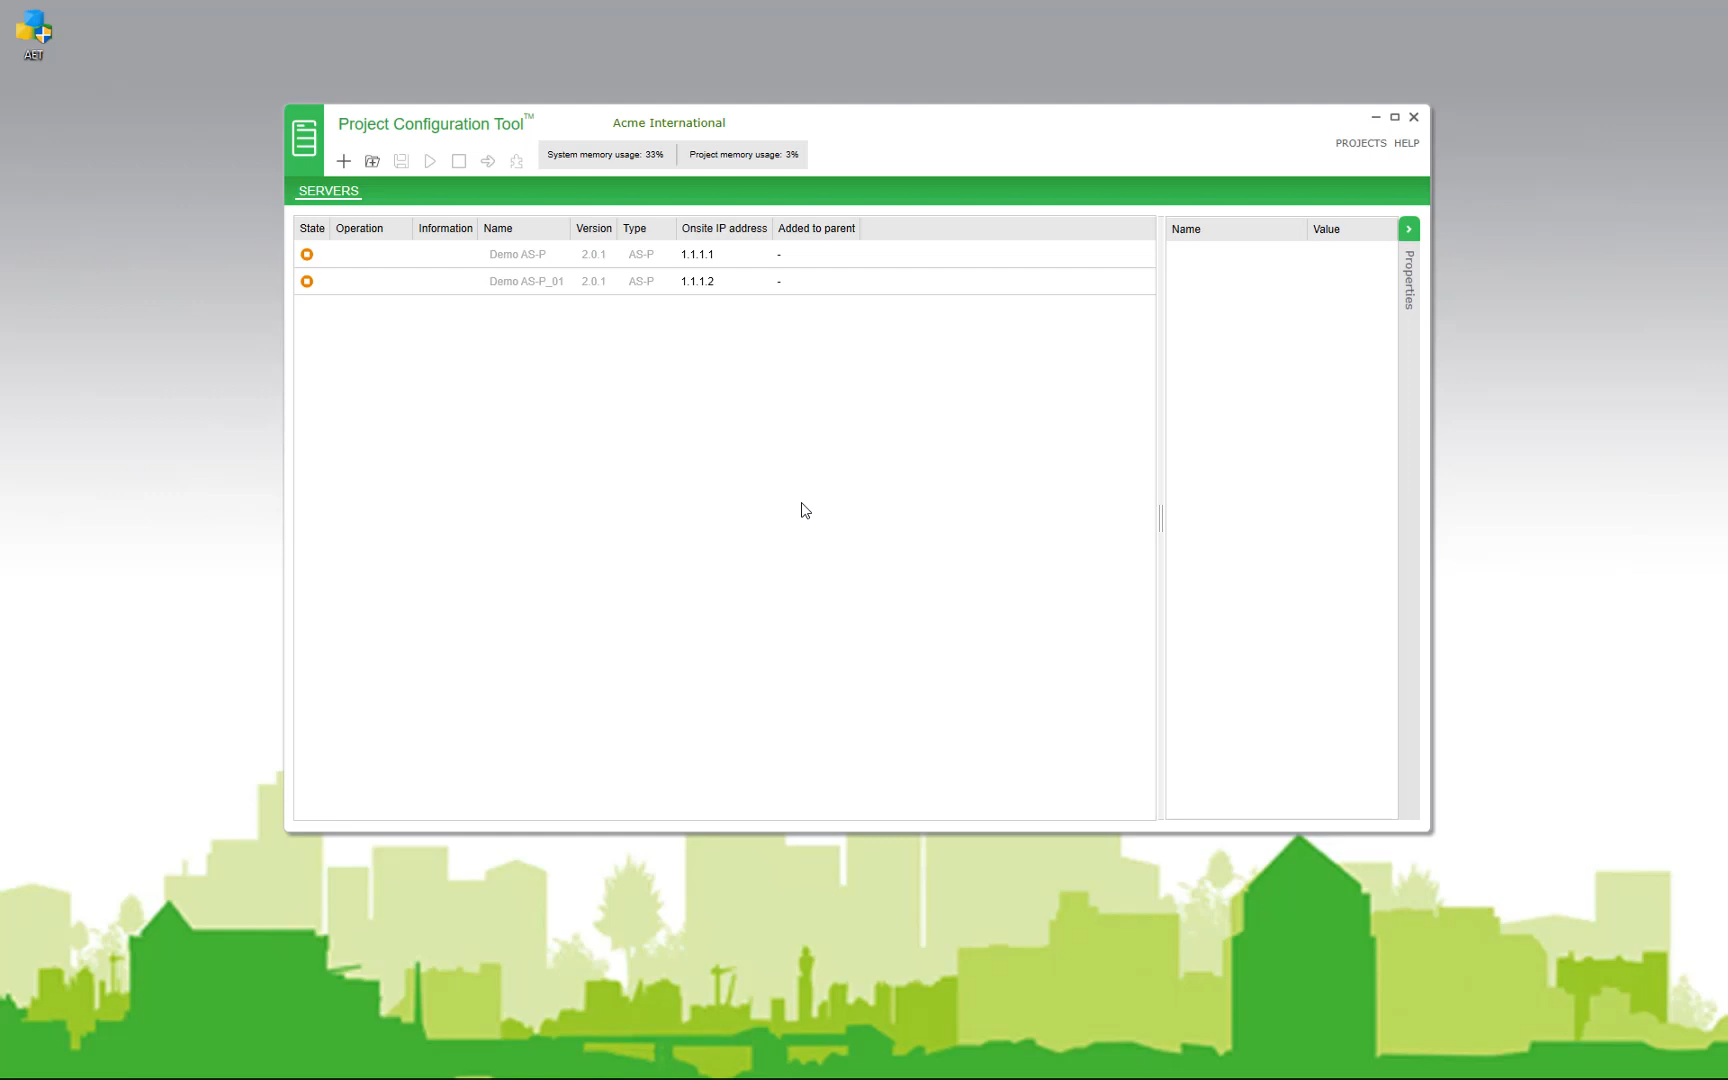 AET
Project Configuration Tool™
Acme International
System memory usage: 33%
Project memory usage: 3%
PROJECTS HELP
SERVERS
State Operation Information Name Version Type Onsite IP address Added to parent
Demo AS-P 2.0.1 AS-P 1.1.1.1 -
Demo AS-P_01 2.0.1 AS-P 1.1.1.2 -
Name Value
Properties